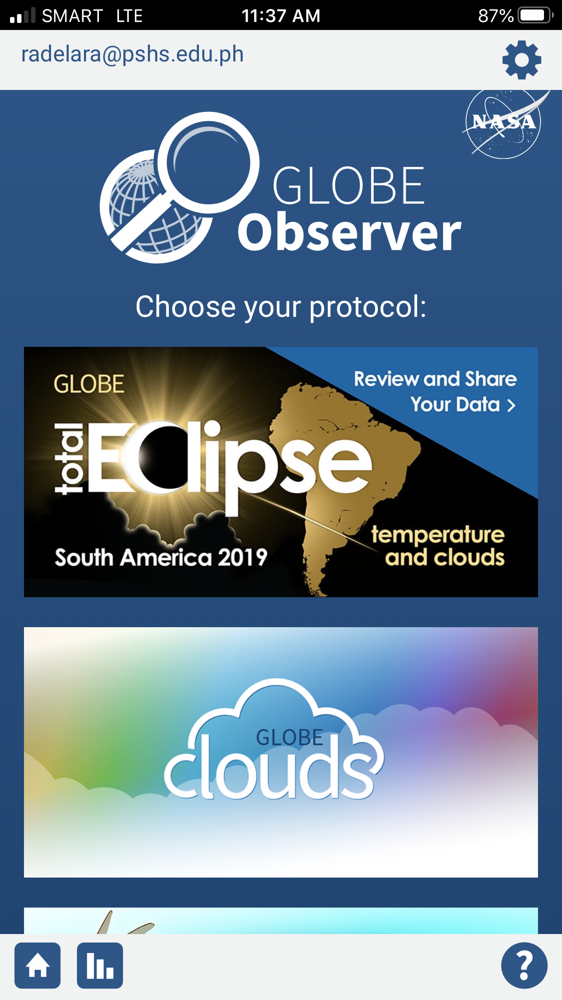 SMART LTE 11:37 AM 87%
radelara@pshs.edu.ph
NASA
GLOBE
Observer
Choose your protocol:
GLOBE
Review and Share
Your Data >
total
EClipse
temperature
and clouds
South America 2019
GLOBE
clouds
?